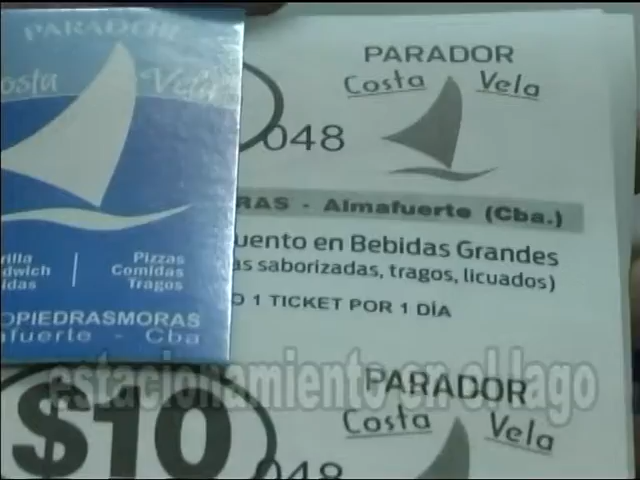 PARADOR
osta Vela
rilla
dwich
idas
Pizzas
Comidas
Tragos
OPIEDRASMORAS
afuerte - Cba
PARADOR
Costa Vela
048
RAS - Almafuerte (Cba.)
uento en Bebidas Grandes
as saborizadas, tragos, licuados)
O 1 TICKET POR 1 DÍA
estacionamiento en el lago
PARADOR
Costa Vela
$10
048